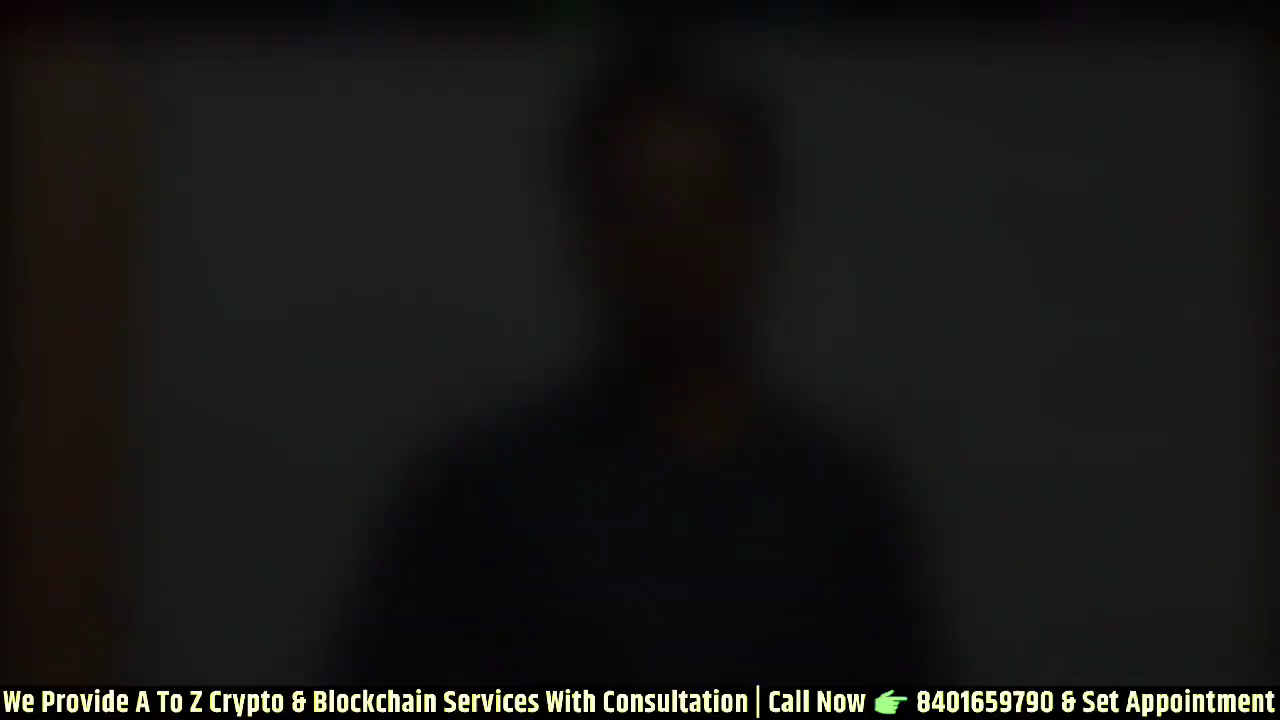 We Provide A To Z Crypto & Blockchain Services With Consultation | Call Now 👉 8401659790 & Set Appointment